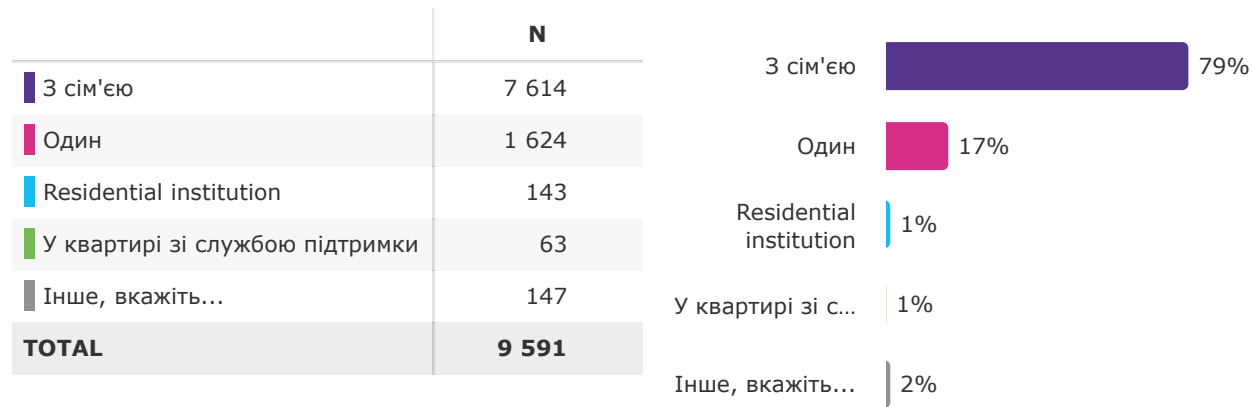 N
З сім'єю 7 614
Один 1 624
Residential institution 143
У квартирі зі службою підтримки 63
Інше, вкажіть... 147
TOTAL 9 591
З сім'єю 79%
Один 17%
Residential
institution 1%
У квартирі зі с... 1%
Інше, вкажіть... 2%